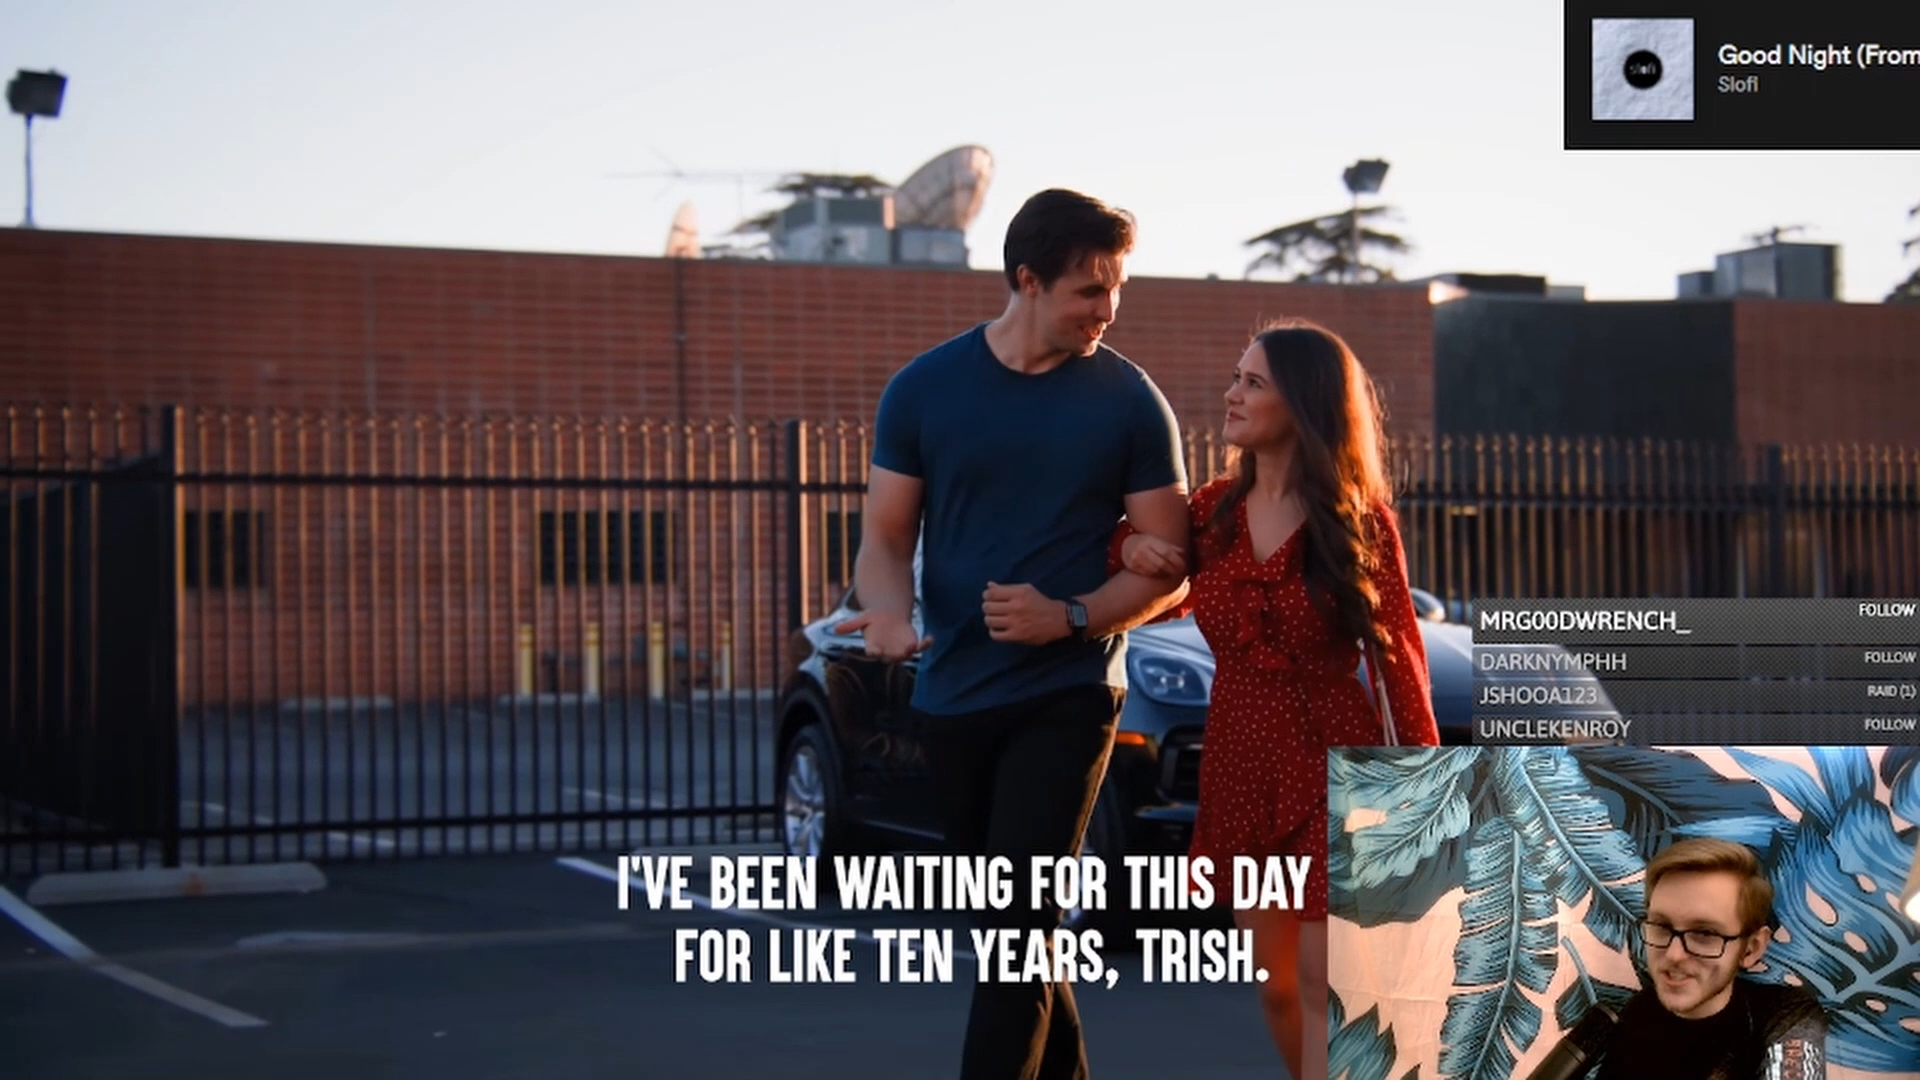 Good Night (From
Slofi
slofi
MRG00DWRENCH_ FOLLOW
DARKNYMPHH FOLLOW
JSHOOA123 RAID (1)
UNCLEKENROY FOLLOW
I'VE BEEN WAITING FOR THIS DAY
FOR LIKE TEN YEARS, TRISH.